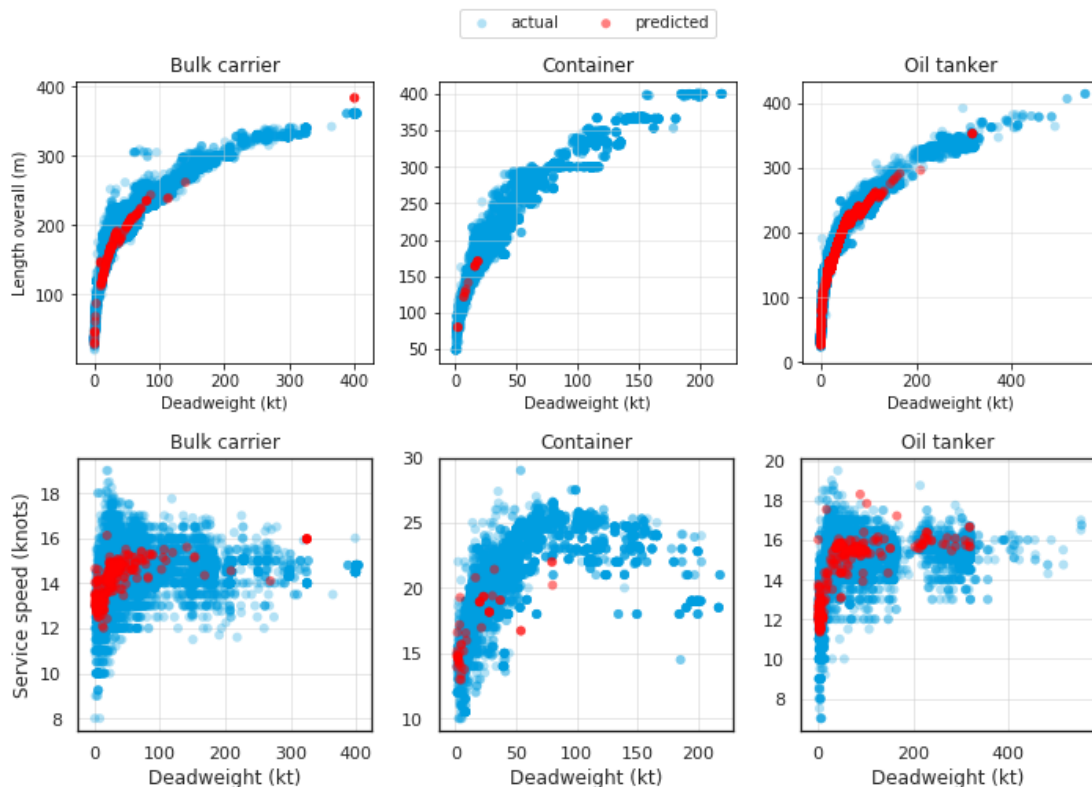 actual predicted
Bulk carrier Container Oil tanker
Length overall (m)
400
300
200
100
400
350
300
250
200
150
100
50
400
300
200
100
0
0 100 200 300 400
0 50 100 150 200
0 200 400
Deadweight (kt) Deadweight (kt) Deadweight (kt)
Bulk carrier Container Oil tanker
Service speed (knots)
18
16
14
12
10
8
30
25
20
15
10
20
18
16
14
12
10
8
0 100 200 300 400
0 50 100 150 200
0 200 400
Deadweight (kt) Deadweight (kt) Deadweight (kt)